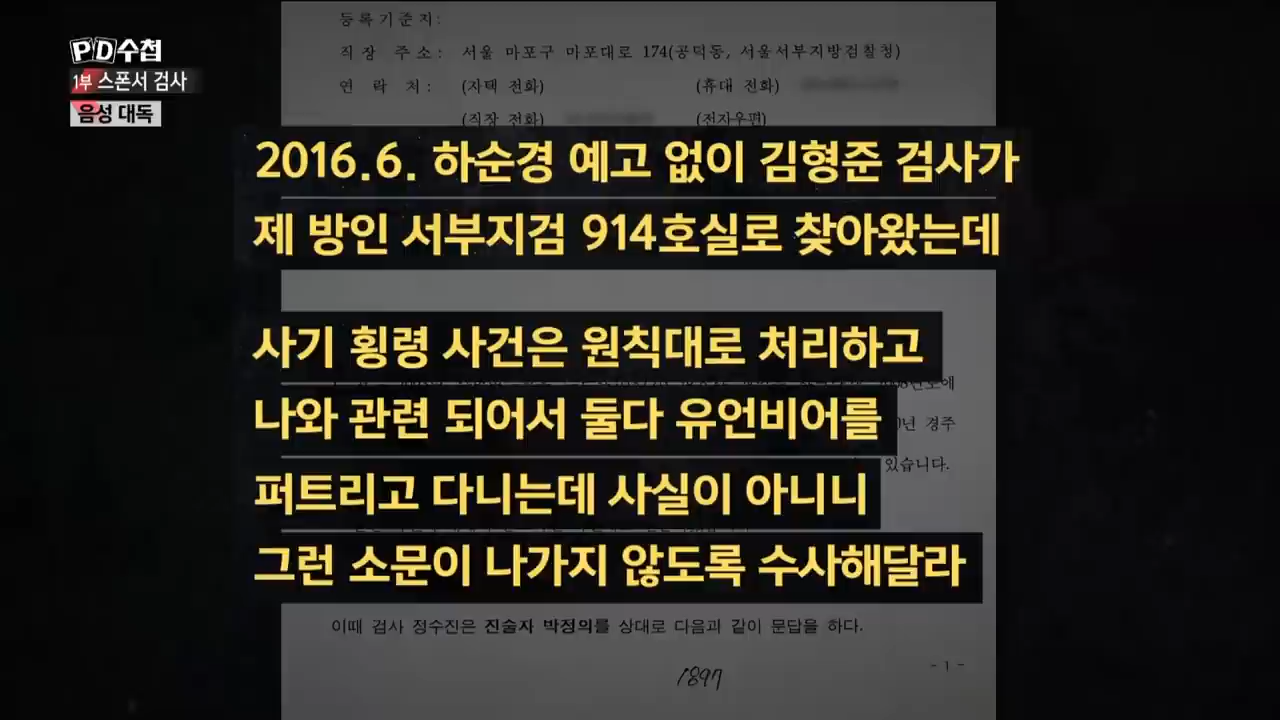 PD수첩
1부 스폰서 검사
음성 대독
등록기준지:
직장 주소: 서울 마포구 마포대로 174(공덕동, 서울서부지방검찰청)
연 락 처: (자택 전화) (휴대 전화)
(직장 전화) (전자우편)
2016.6. 하순경 예고 없이 김형준 검사가
제 방인 서부지검 914호실로 찾아왔는데
사기 횡령 사건은 원칙대로 처리하고
나와 관련 되어서 둘다 유언비어를
년 경주
퍼트리고 다니는데 사실이 아니니
있습니다.
그런 소문이 나가지 않도록 수사해달라
이때 검사 정수진은 진술자 박정의를 상대로 다음과 같이 문답을 하다.
- 1 -
1897